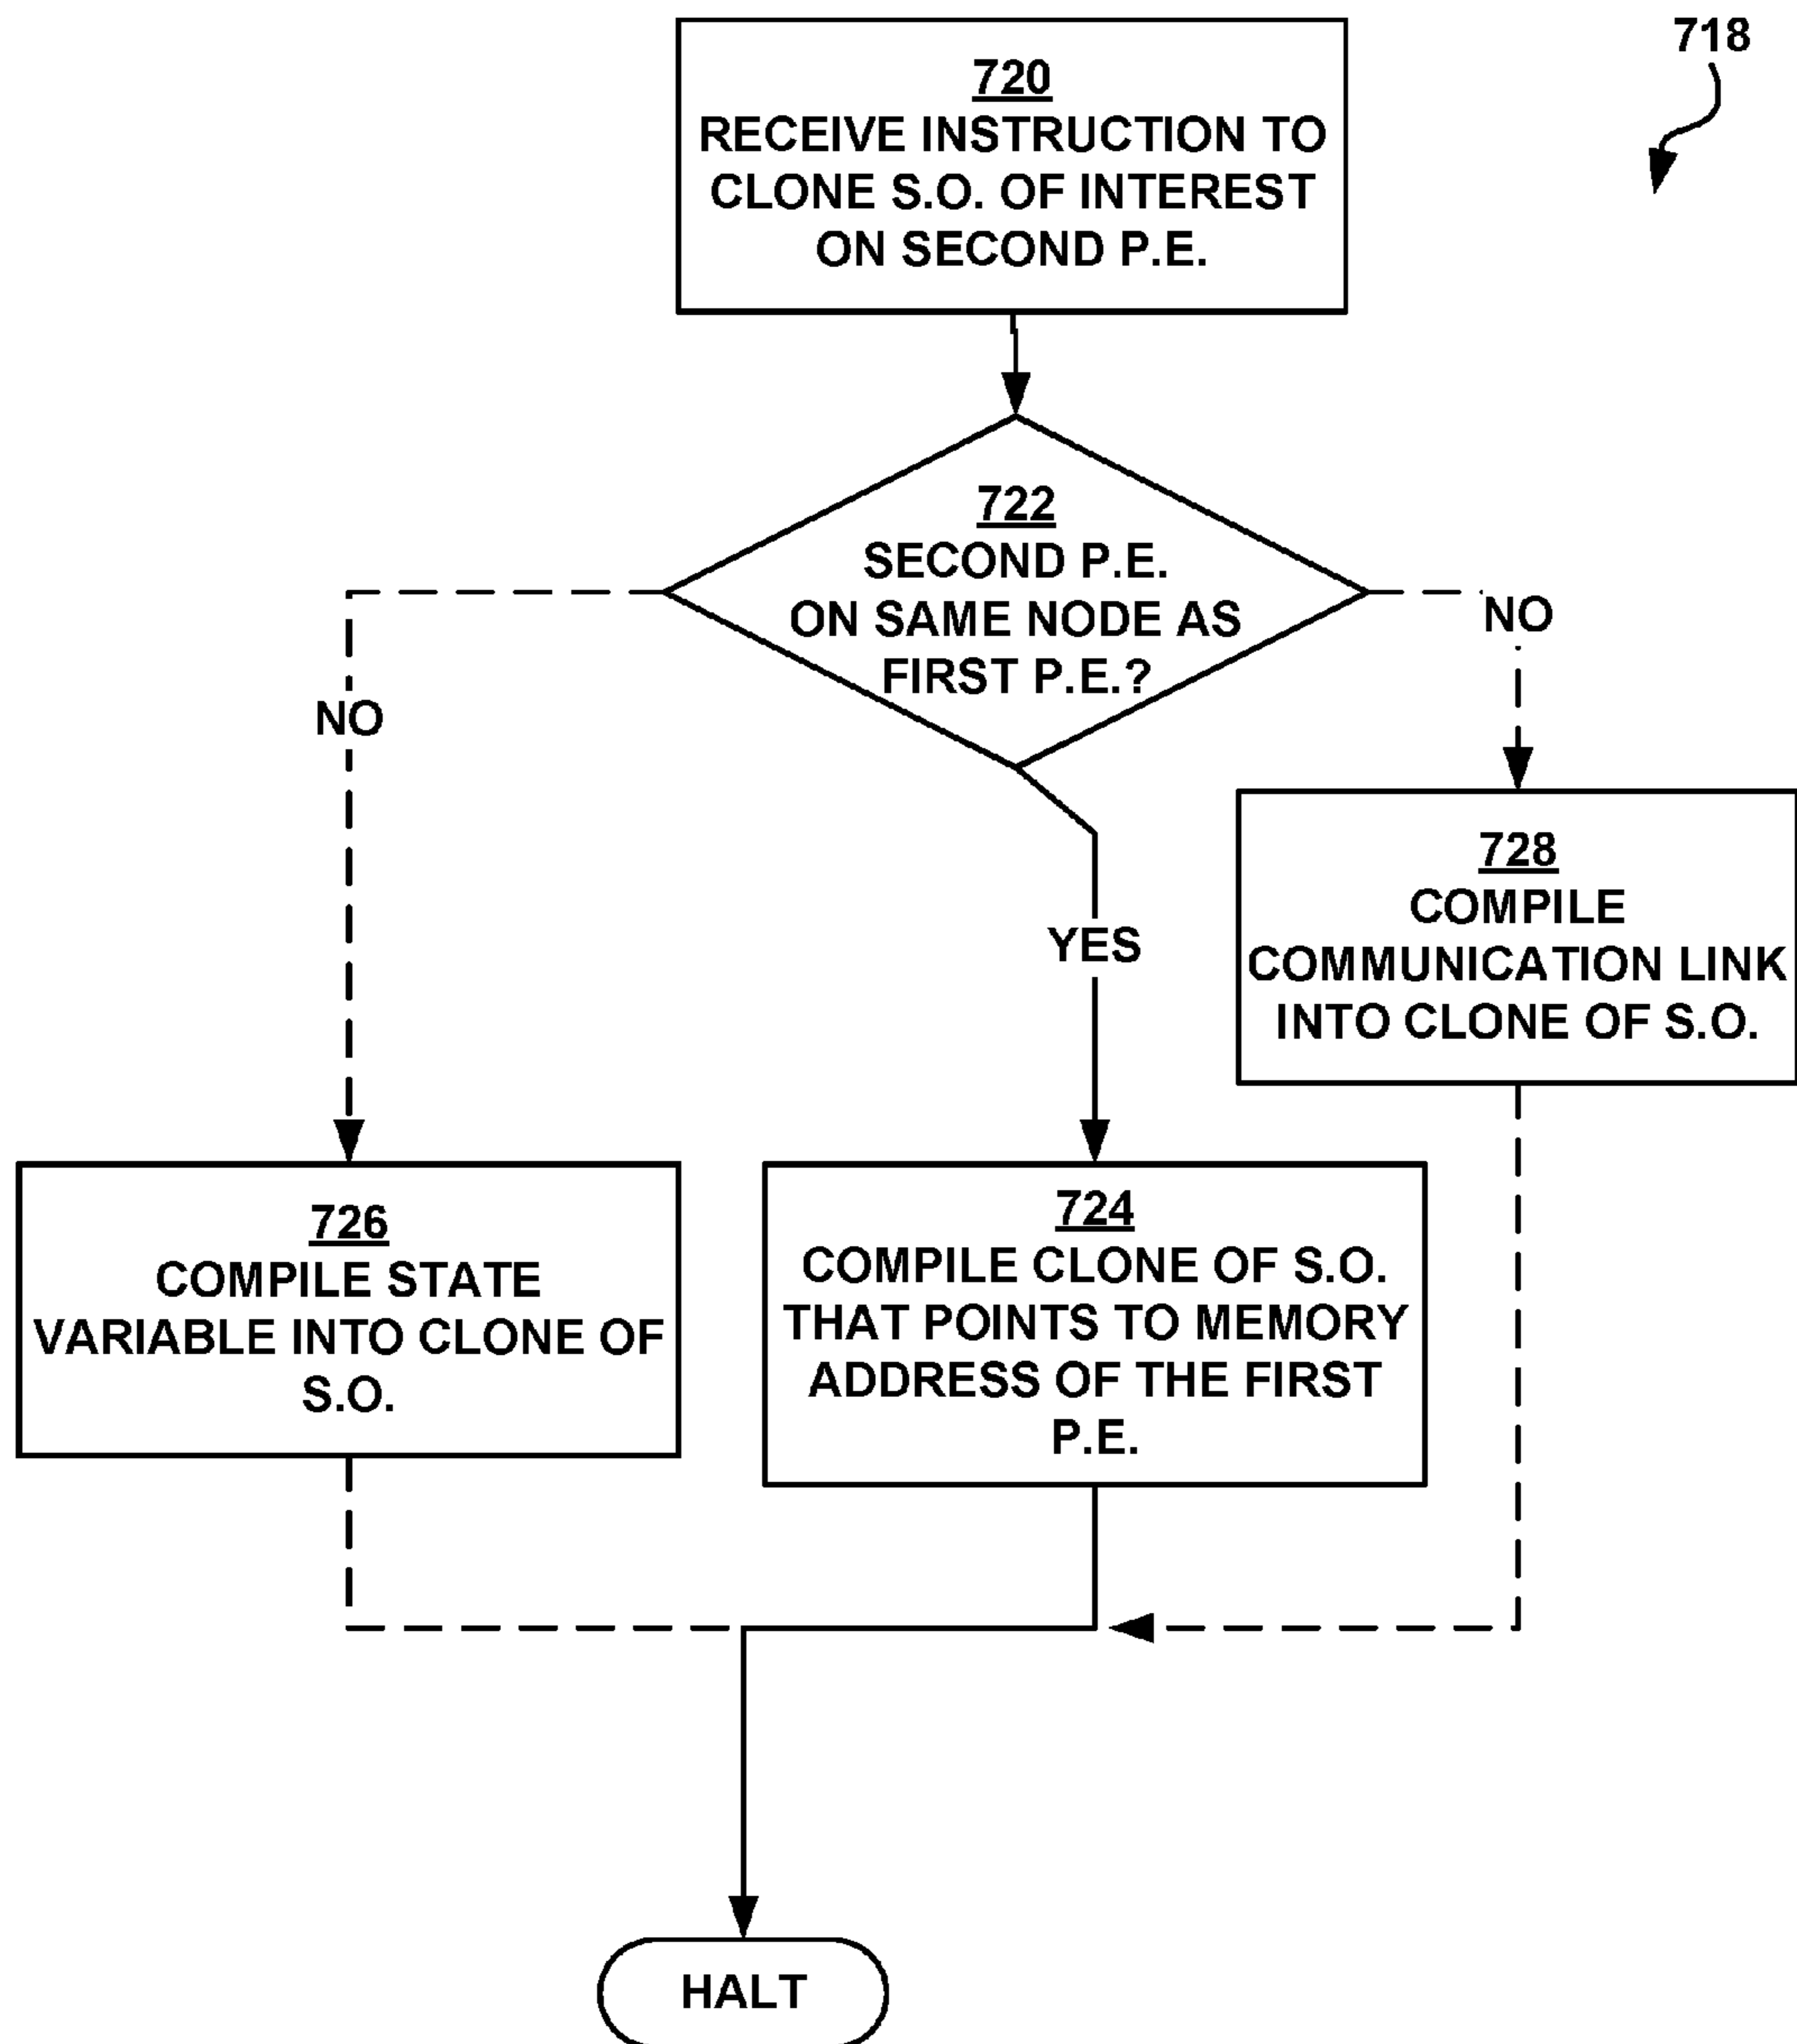 718
720
RECEIVE INSTRUCTION TO
CLONE S.O. OF INTEREST
ON SECOND P.E.
722
SECOND P.E.
ON SAME NODE AS
FIRST P.E.?
NO
NO
YES
728
COMPILE
COMMUNICATION LINK
INTO CLONE OF S.O.
726
COMPILE STATE
VARIABLE INTO CLONE OF
S.O.
724
COMPILE CLONE OF S.O.
THAT POINTS TO MEMORY
ADDRESS OF THE FIRST
P.E.
HALT